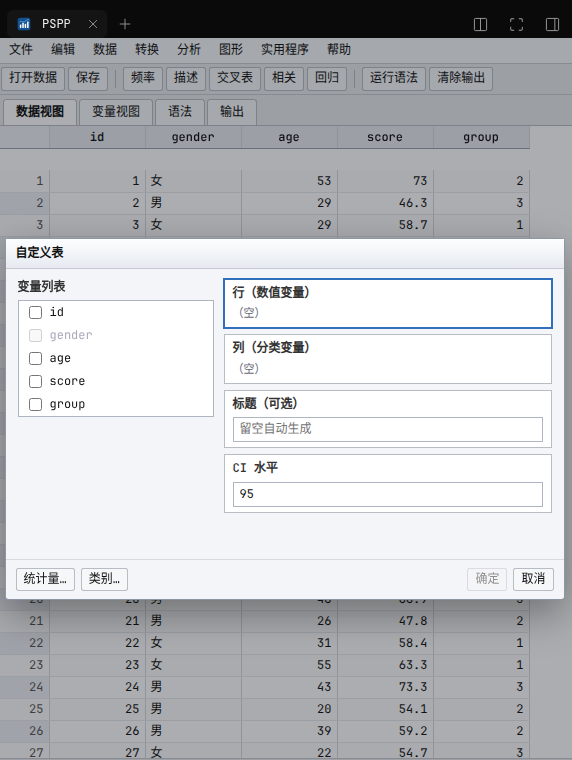 PSPP
文件 编辑 数据 转换 分析 图形 实用程序 帮助
打开数据 保存 频率 描述 交叉表 相关 回归 运行语法 清除输出
数据视图 变量视图 语法 输出
id gender age score group
1 1 女 53 73 2
2 2 男 29 46.3 3
3 3 女 29 58.7 1
自定义表
变量列表
id
gender
age
score
group
行（数值变量）
（空）
列（分类变量）
（空）
标题（可选）
留空自动生成
CI 水平
95
统计量… 类别… 确定 取消
21 21 男 26 47.8 2
22 22 女 31 58.4 1
23 23 女 55 63.3 1
24 24 男 43 73.3 3
25 25 男 20 54.1 2
26 26 男 39 59.2 2
27 27 女 22 54.7 3